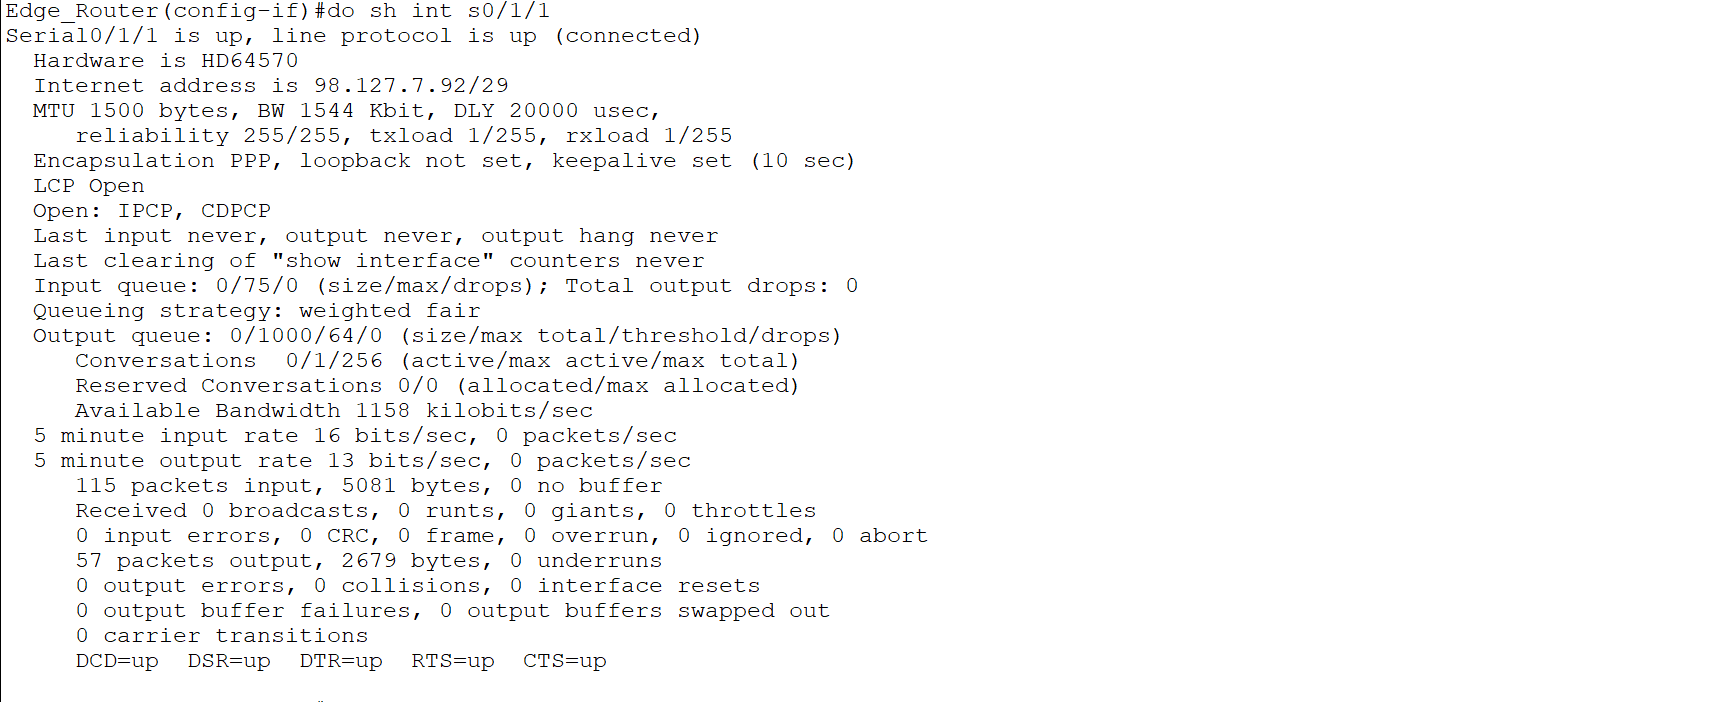 Edge_Router(config-if)#do sh int s0/1/1
Serial0/1/1 is up, line protocol is up (connected)
Hardware is HD64570
Internet address is 98.127.7.92/29
MTU 1500 bytes, BW 1544 Kbit, DLY 20000 usec,
reliability 255/255, txload 1/255, rxload 1/255
Encapsulation PPP, loopback not set, keepalive set (10 sec)
LCP Open
Open: IPCP, CDPCP
Last input never, output never, output hang never
Last clearing of "show interface" counters never
Input queue: 0/75/0 (size/max/drops); Total output drops: 0
Queueing strategy: weighted fair
Output queue: 0/1000/64/0 (size/max total/threshold/drops)
Conversations  0/1/256 (active/max active/max total)
Reserved Conversations 0/0 (allocated/max allocated)
Available Bandwidth 1158 kilobits/sec
5 minute input rate 16 bits/sec, 0 packets/sec
5 minute output rate 13 bits/sec, 0 packets/sec
115 packets input, 5081 bytes, 0 no buffer
Received 0 broadcasts, 0 runts, 0 giants, 0 throttles
0 input errors, 0 CRC, 0 frame, 0 overrun, 0 ignored, 0 abort
57 packets output, 2679 bytes, 0 underruns
0 output errors, 0 collisions, 0 interface resets
0 output buffer failures, 0 output buffers swapped out
0 carrier transitions
DCD=up  DSR=up  DTR=up  RTS=up  CTS=up